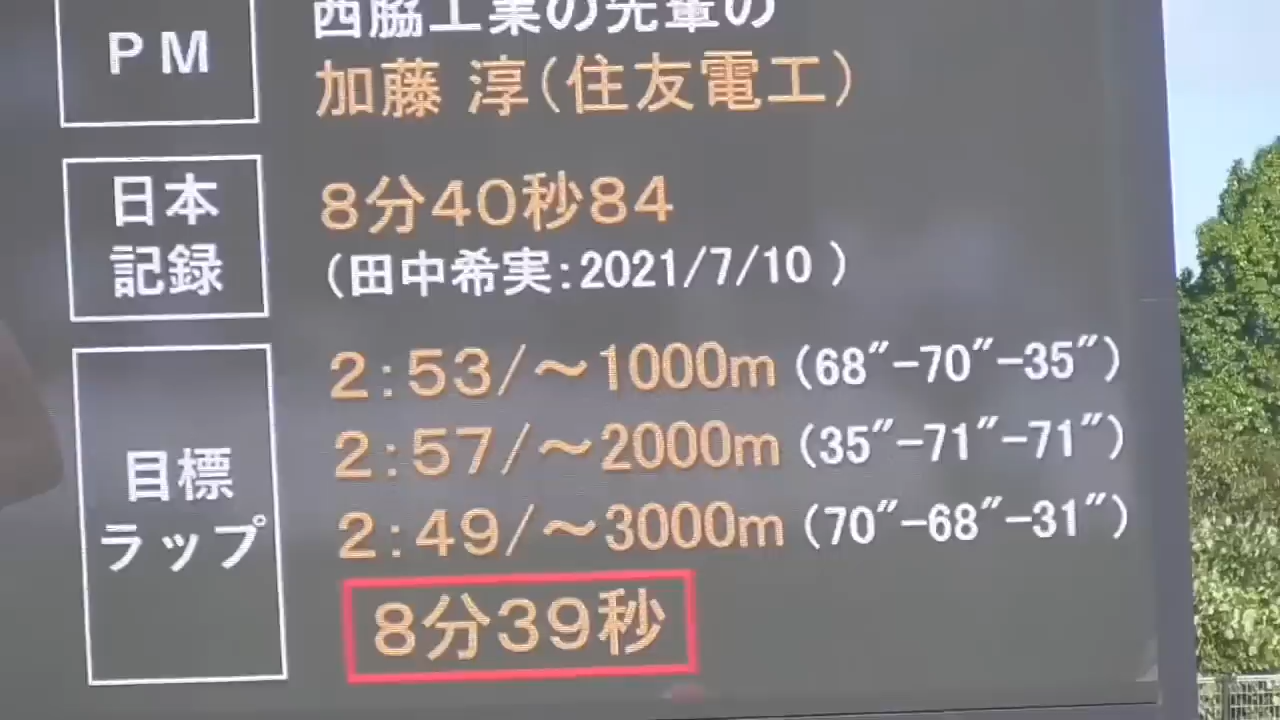 PM
西脇工業の先輩の
加藤 淳(住友電工)
日本
記録
8分40秒84
(田中希実:2021/7/10 )
目標
ラップ
2:53/~1000m (68"-70"-35")
2:57/~2000m (35"-71"-71")
2:49/~3000m (70"-68"-31")
8分39秒